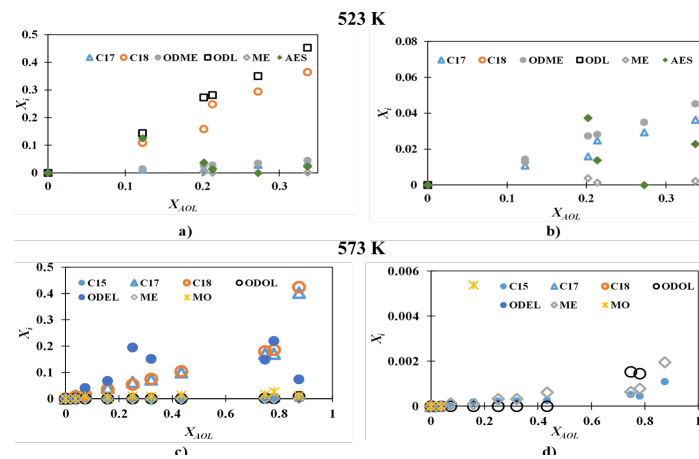 523 K
C17 C18 ODME ODL ME AES
0.5
0.4
0.3
0.2
0.1
0
X_i
0 0.1 0.2 0.3
X_AOL
a)
C17 C18 ODME ODL ME AES
0.08
0.06
0.04
0.02
0
X_i
0 0.1 0.2 0.3
X_AOL
b)
573 K
C15 C17 C18 ODOL
ODEL ME MO
0.5
0.4
0.3
0.2
0.1
0
X_i
0 0.2 0.4 0.6 0.8 1
X_AOL
c)
C15 C17 C18 ODOL
ODEL ME MO
0.006
0.004
0.002
0.000
X_i
0 0.2 0.4 0.6 0.8 1
X_AOL
d)